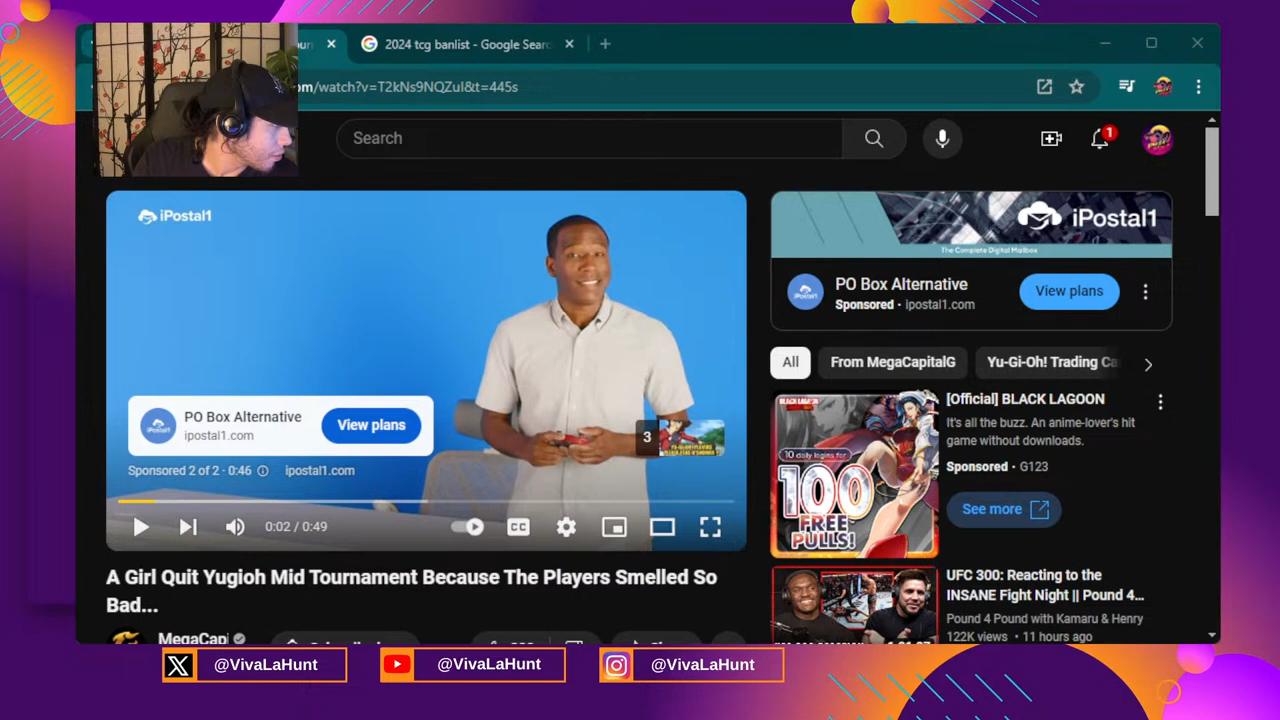 2024 tcg banlist - Google Searc
om/watch?v=T2kNs9NQZuI&t=445s
Search
1
iPostal1
PO Box Alternative
ipostal1.com
View plans
3
Sponsored 2 of 2 · 0:46
ipostal1.com
0:02 / 0:49
CC
A Girl Quit Yugioh Mid Tournament Because The Players Smelled So
Bad...
MegaCapi
iPostal1
The Complete Digital Mailbox
PO Box Alternative
Sponsored · ipostal1.com
View plans
All
From MegaCapitalG
Yu-Gi-Oh! Trading Ca
BLACK LAGOON
10 daily logins for
100
FREE
PULLS!
[Official] BLACK LAGOON
It's all the buzz. An anime-lover's hit
game without downloads.
Sponsored · G123
See more
UFC 300: Reacting to the
INSANE Fight Night || Pound 4...
Pound 4 Pound with Kamaru & Henry
122K views · 11 hours ago
@VivaLaHunt
@VivaLaHunt
@VivaLaHunt